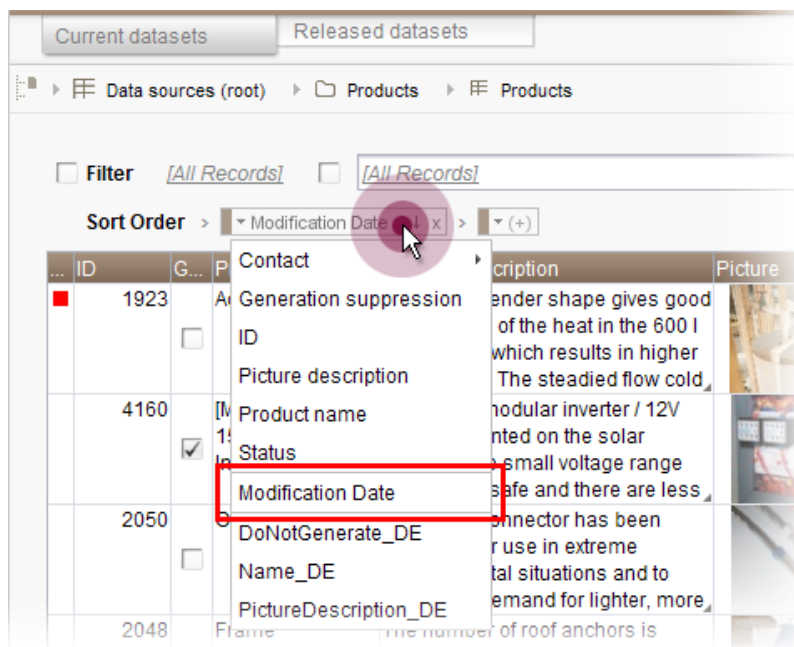 Current datasets
Released datasets
Data sources (root)
Products
Products
Filter
[All Records]
[All Records]
Sort Order >
Modification Date
x
>
(+)
... ID G... P cription Picture
Contact
Generation suppression
ID
Picture description
Product name
Status
Modification Date
DoNotGenerate_DE
Name_DE
PictureDescription_DE
1923
ender shape gives good
of the heat in the 600 l
which results in higher
The steadied flow cold
4160
nodular inverter / 12V
nted on the solar
small voltage range
safe and there are less
2050
onnector has been
r use in extreme
tal situations and to
emand for lighter, more
2048
Frame
The number of roof anchors is